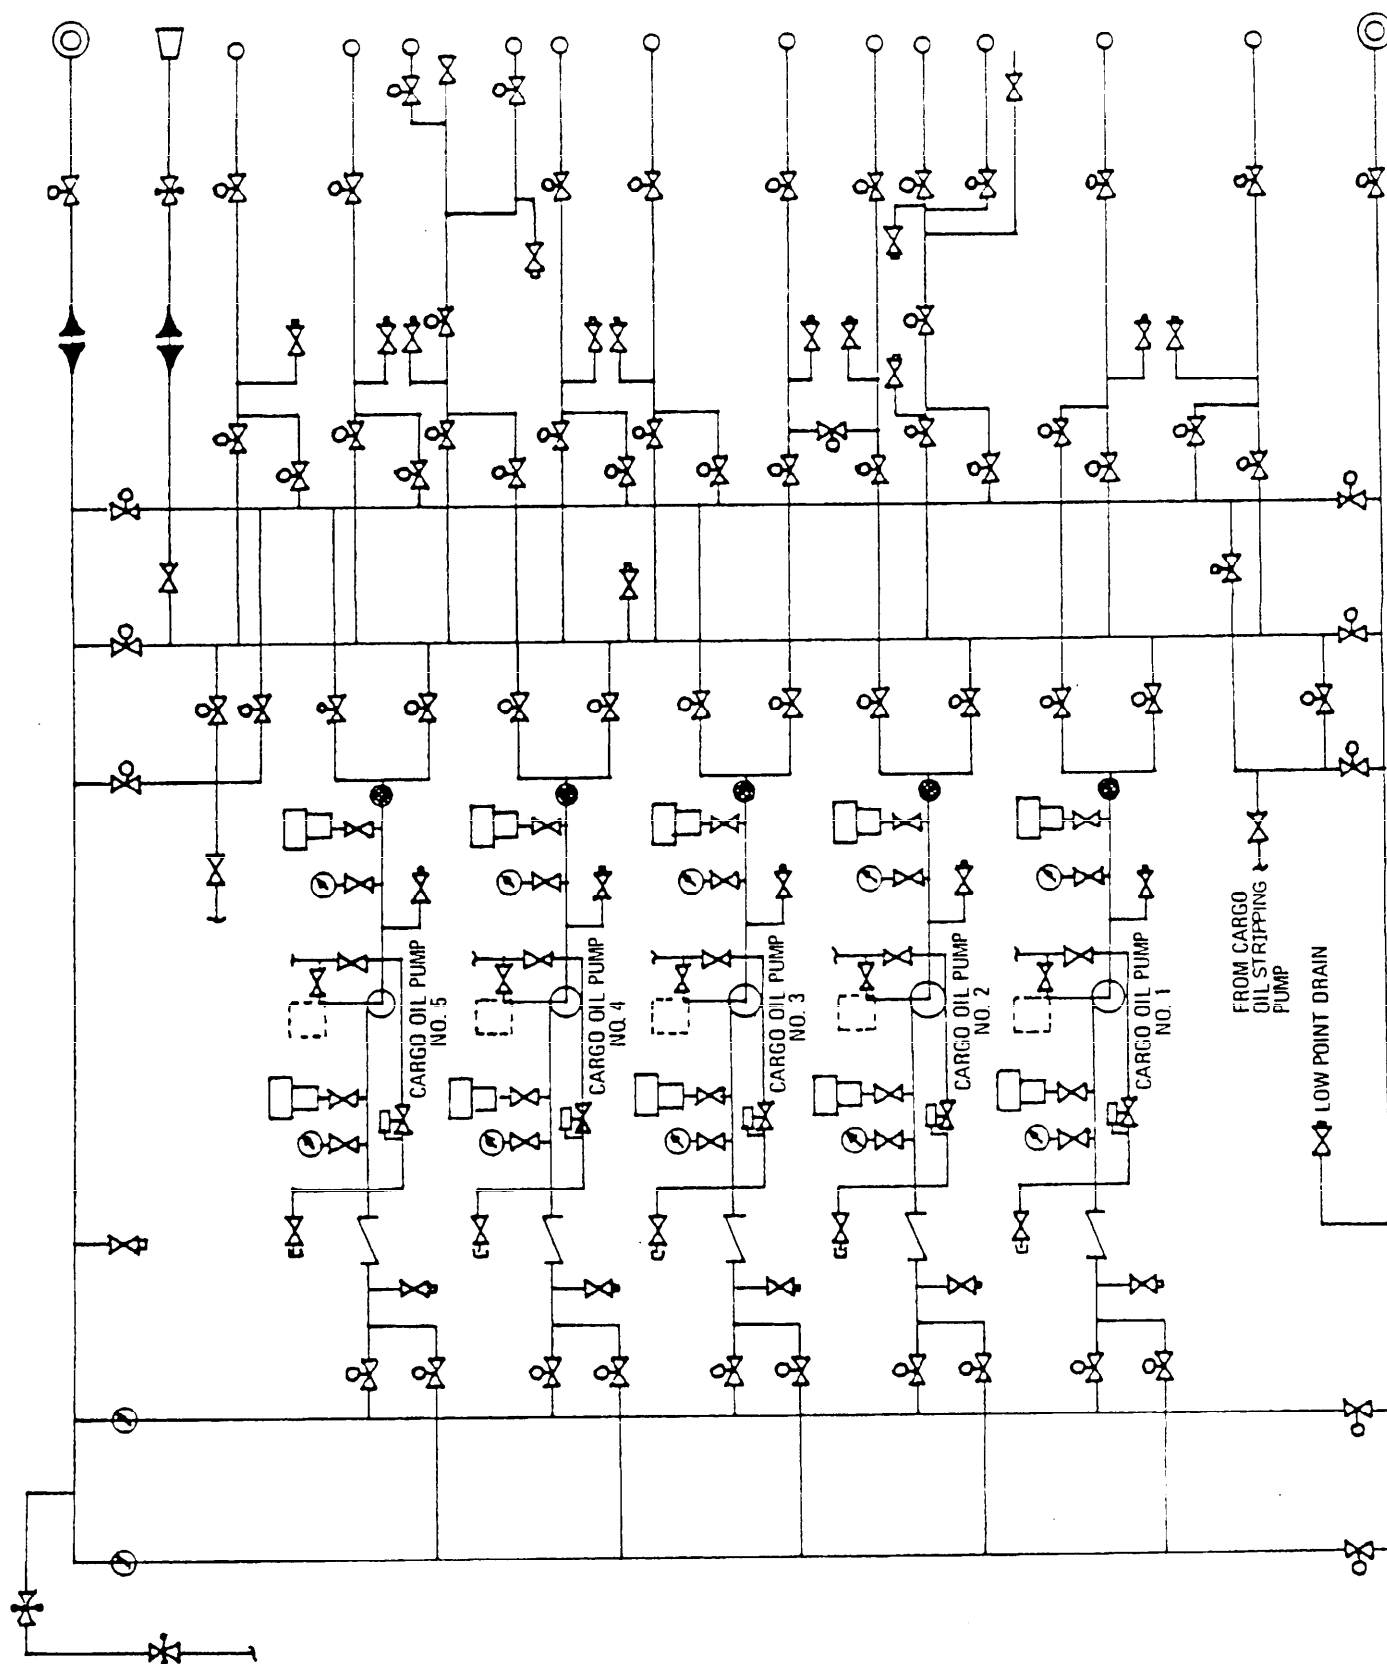 CARGO OIL PUMP
NO. 5
CARGO OIL PUMP
NO. 4
CARGO OIL PUMP
NO. 3
CARGO OIL PUMP
NO. 2
CARGO OIL PUMP
NO. 1
FROM CARGO
OIL STRIPPING
PUMP
LOW POINT DRAIN